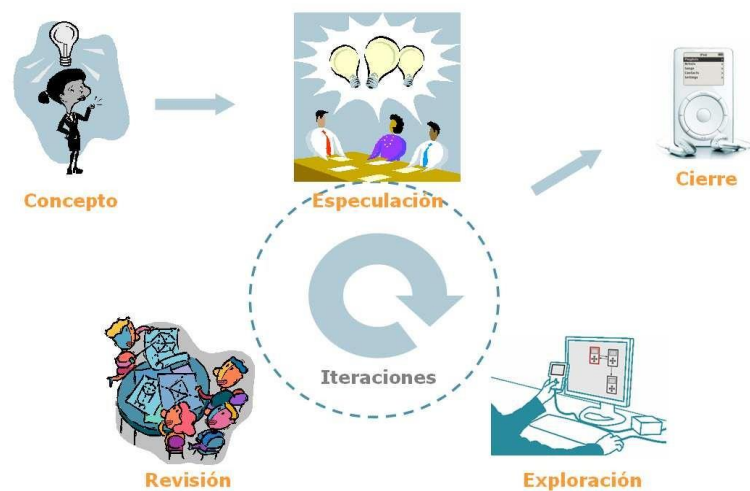 Concepto
Especulación
Cierre
Iteraciones
Revisión
Exploración